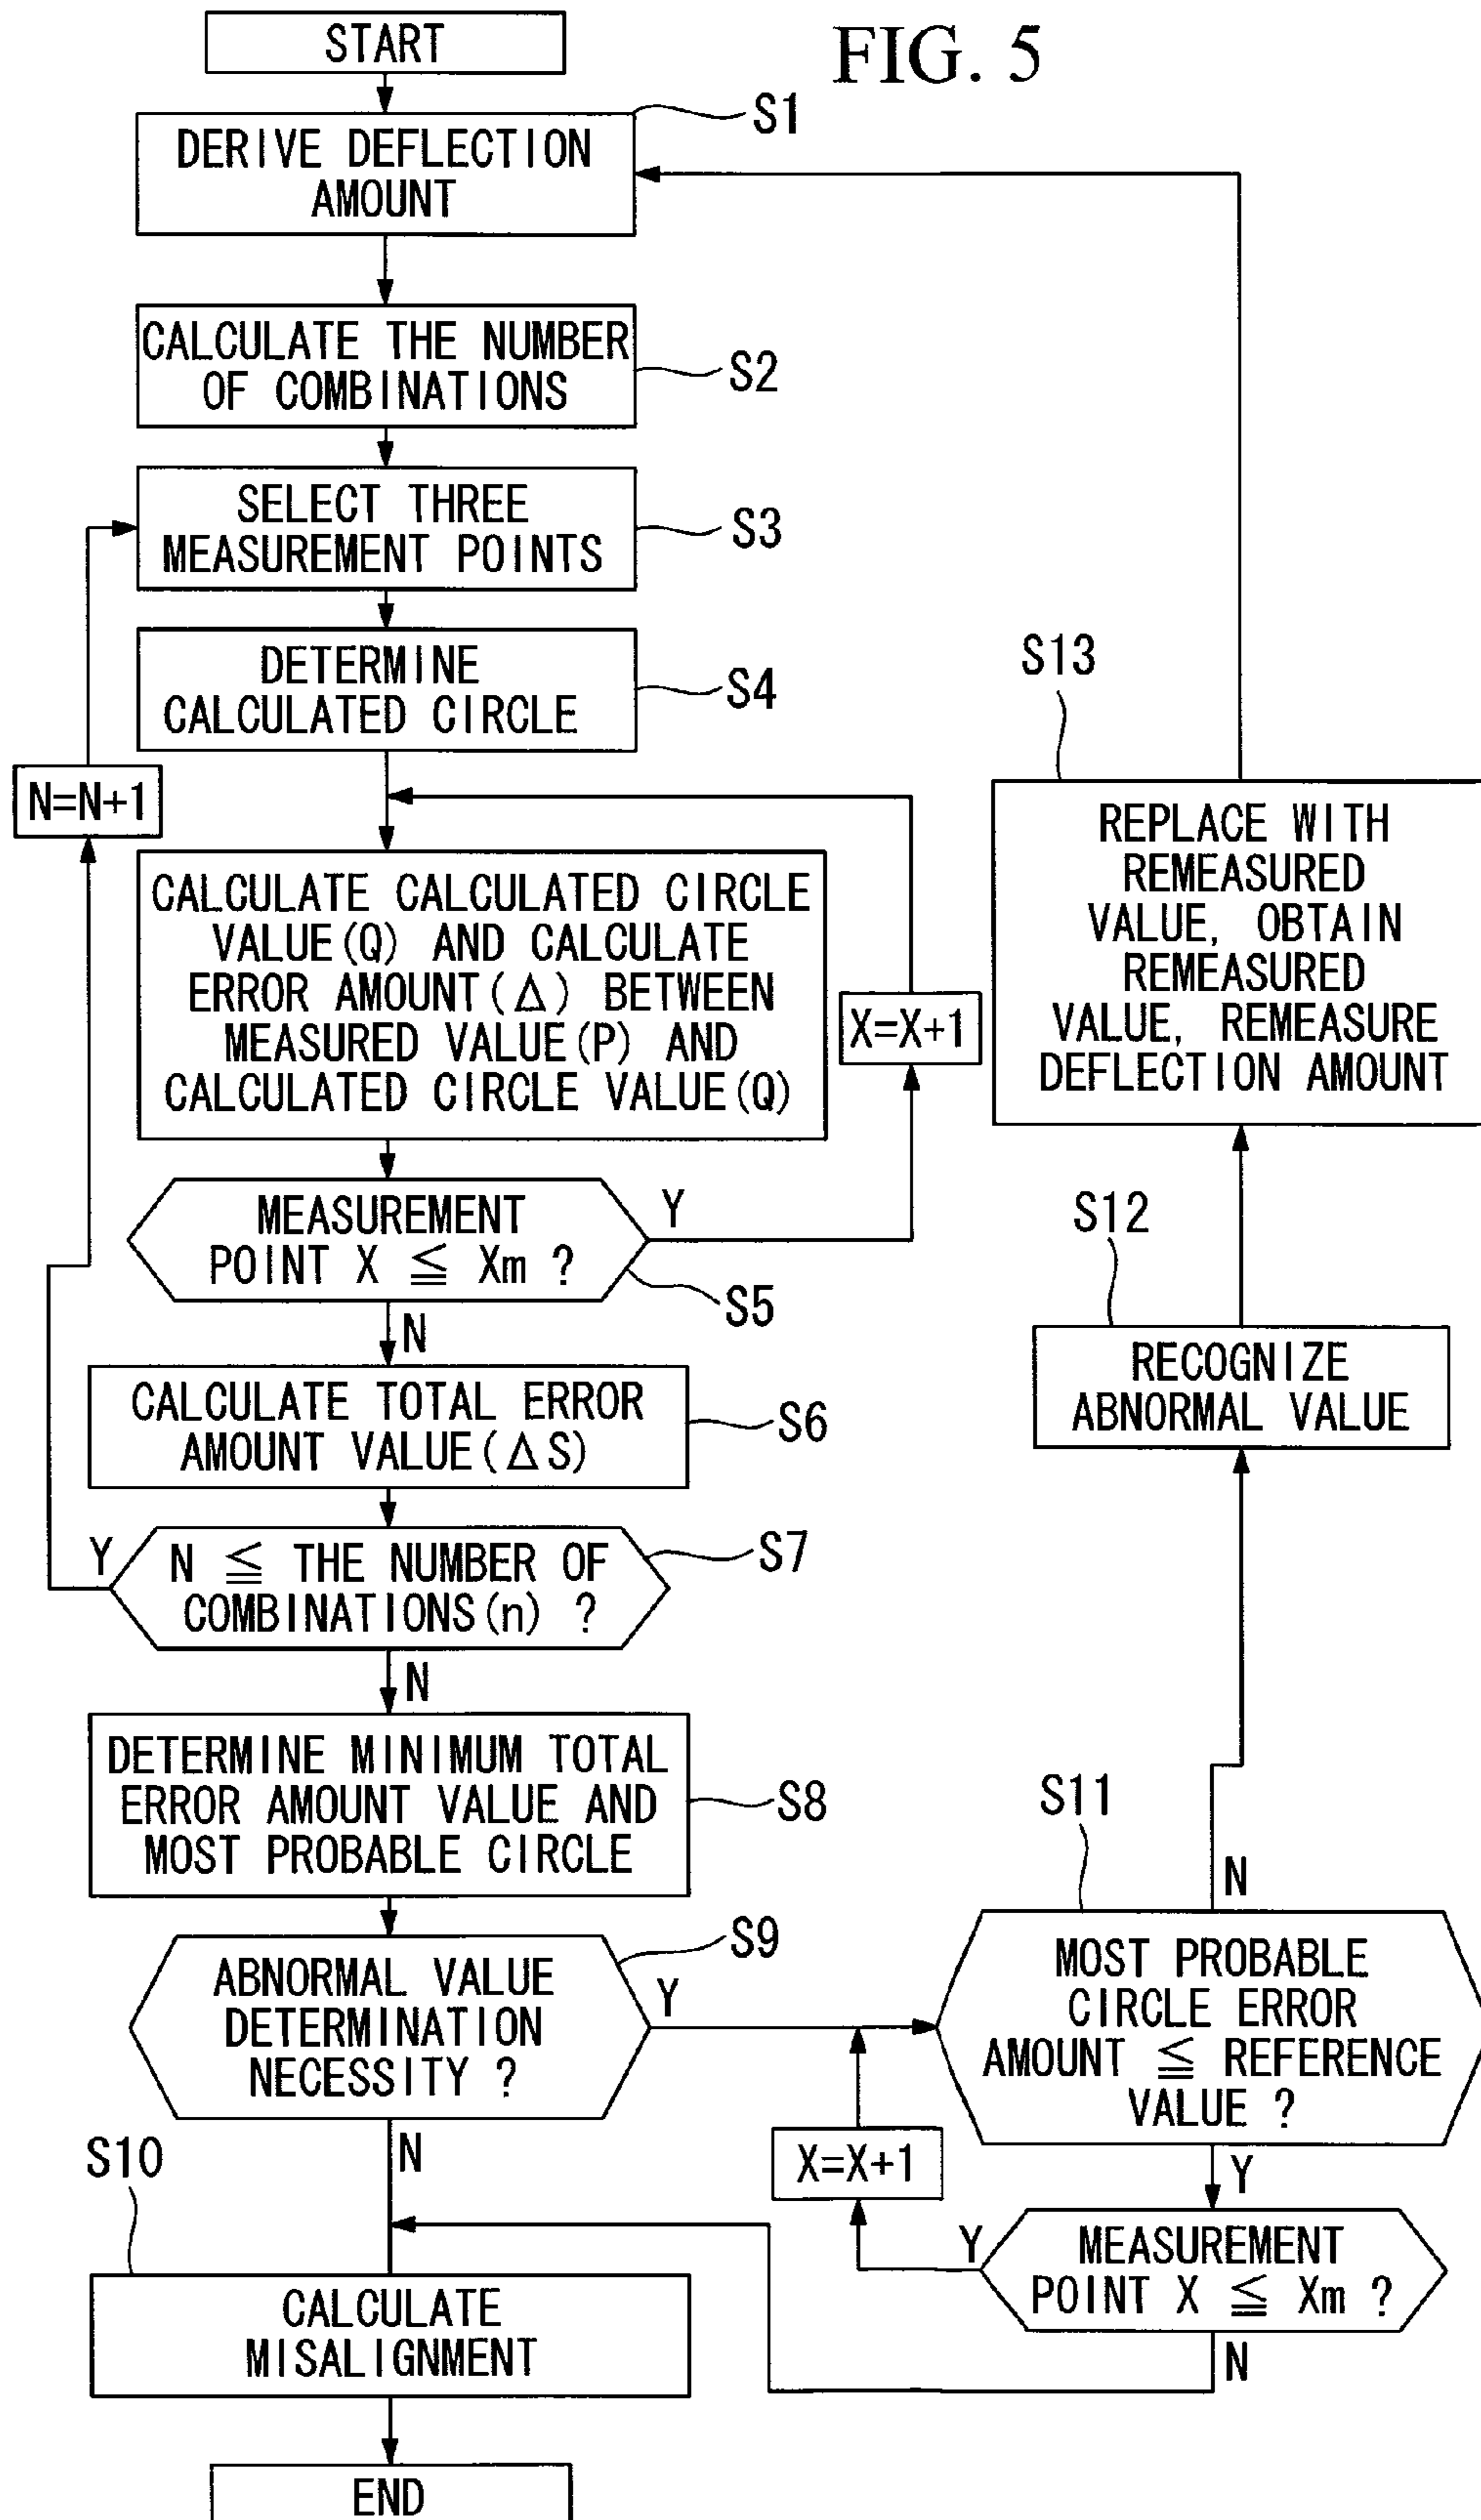 FIG. 5
START
S1
DERIVE DEFLECTION
AMOUNT
CALCULATE THE NUMBER
OF COMBINATIONS
S2
SELECT THREE
MEASUREMENT POINTS
S3
DETERMINE
CALCULATED CIRCLE
S4
N=N+1
CALCULATE CALCULATED CIRCLE
VALUE(Q) AND CALCULATE
ERROR AMOUNT(Δ) BETWEEN
MEASURED VALUE(P) AND
CALCULATED CIRCLE VALUE(Q)
X=X+1
MEASUREMENT
POINT X ≦ Xm ?
Y
S5
N
CALCULATE TOTAL ERROR
AMOUNT VALUE(ΔS)
S6
Y
N ≦ THE NUMBER OF
COMBINATIONS(n) ?
S7
N
DETERMINE MINIMUM TOTAL
ERROR AMOUNT VALUE AND
MOST PROBABLE CIRCLE
S8
ABNORMAL VALUE
DETERMINATION
NECESSITY ?
S9
Y
N
S10
CALCULATE
MISALIGNMENT
END
S13
REPLACE WITH
REMEASURED
VALUE, OBTAIN
REMEASURED
VALUE, REMEASURE
DEFLECTION AMOUNT
S12
RECOGNIZE
ABNORMAL VALUE
S11
N
MOST PROBABLE
CIRCLE ERROR
AMOUNT ≦ REFERENCE
VALUE ?
Y
X=X+1
Y
MEASUREMENT
POINT X ≦ Xm ?
N